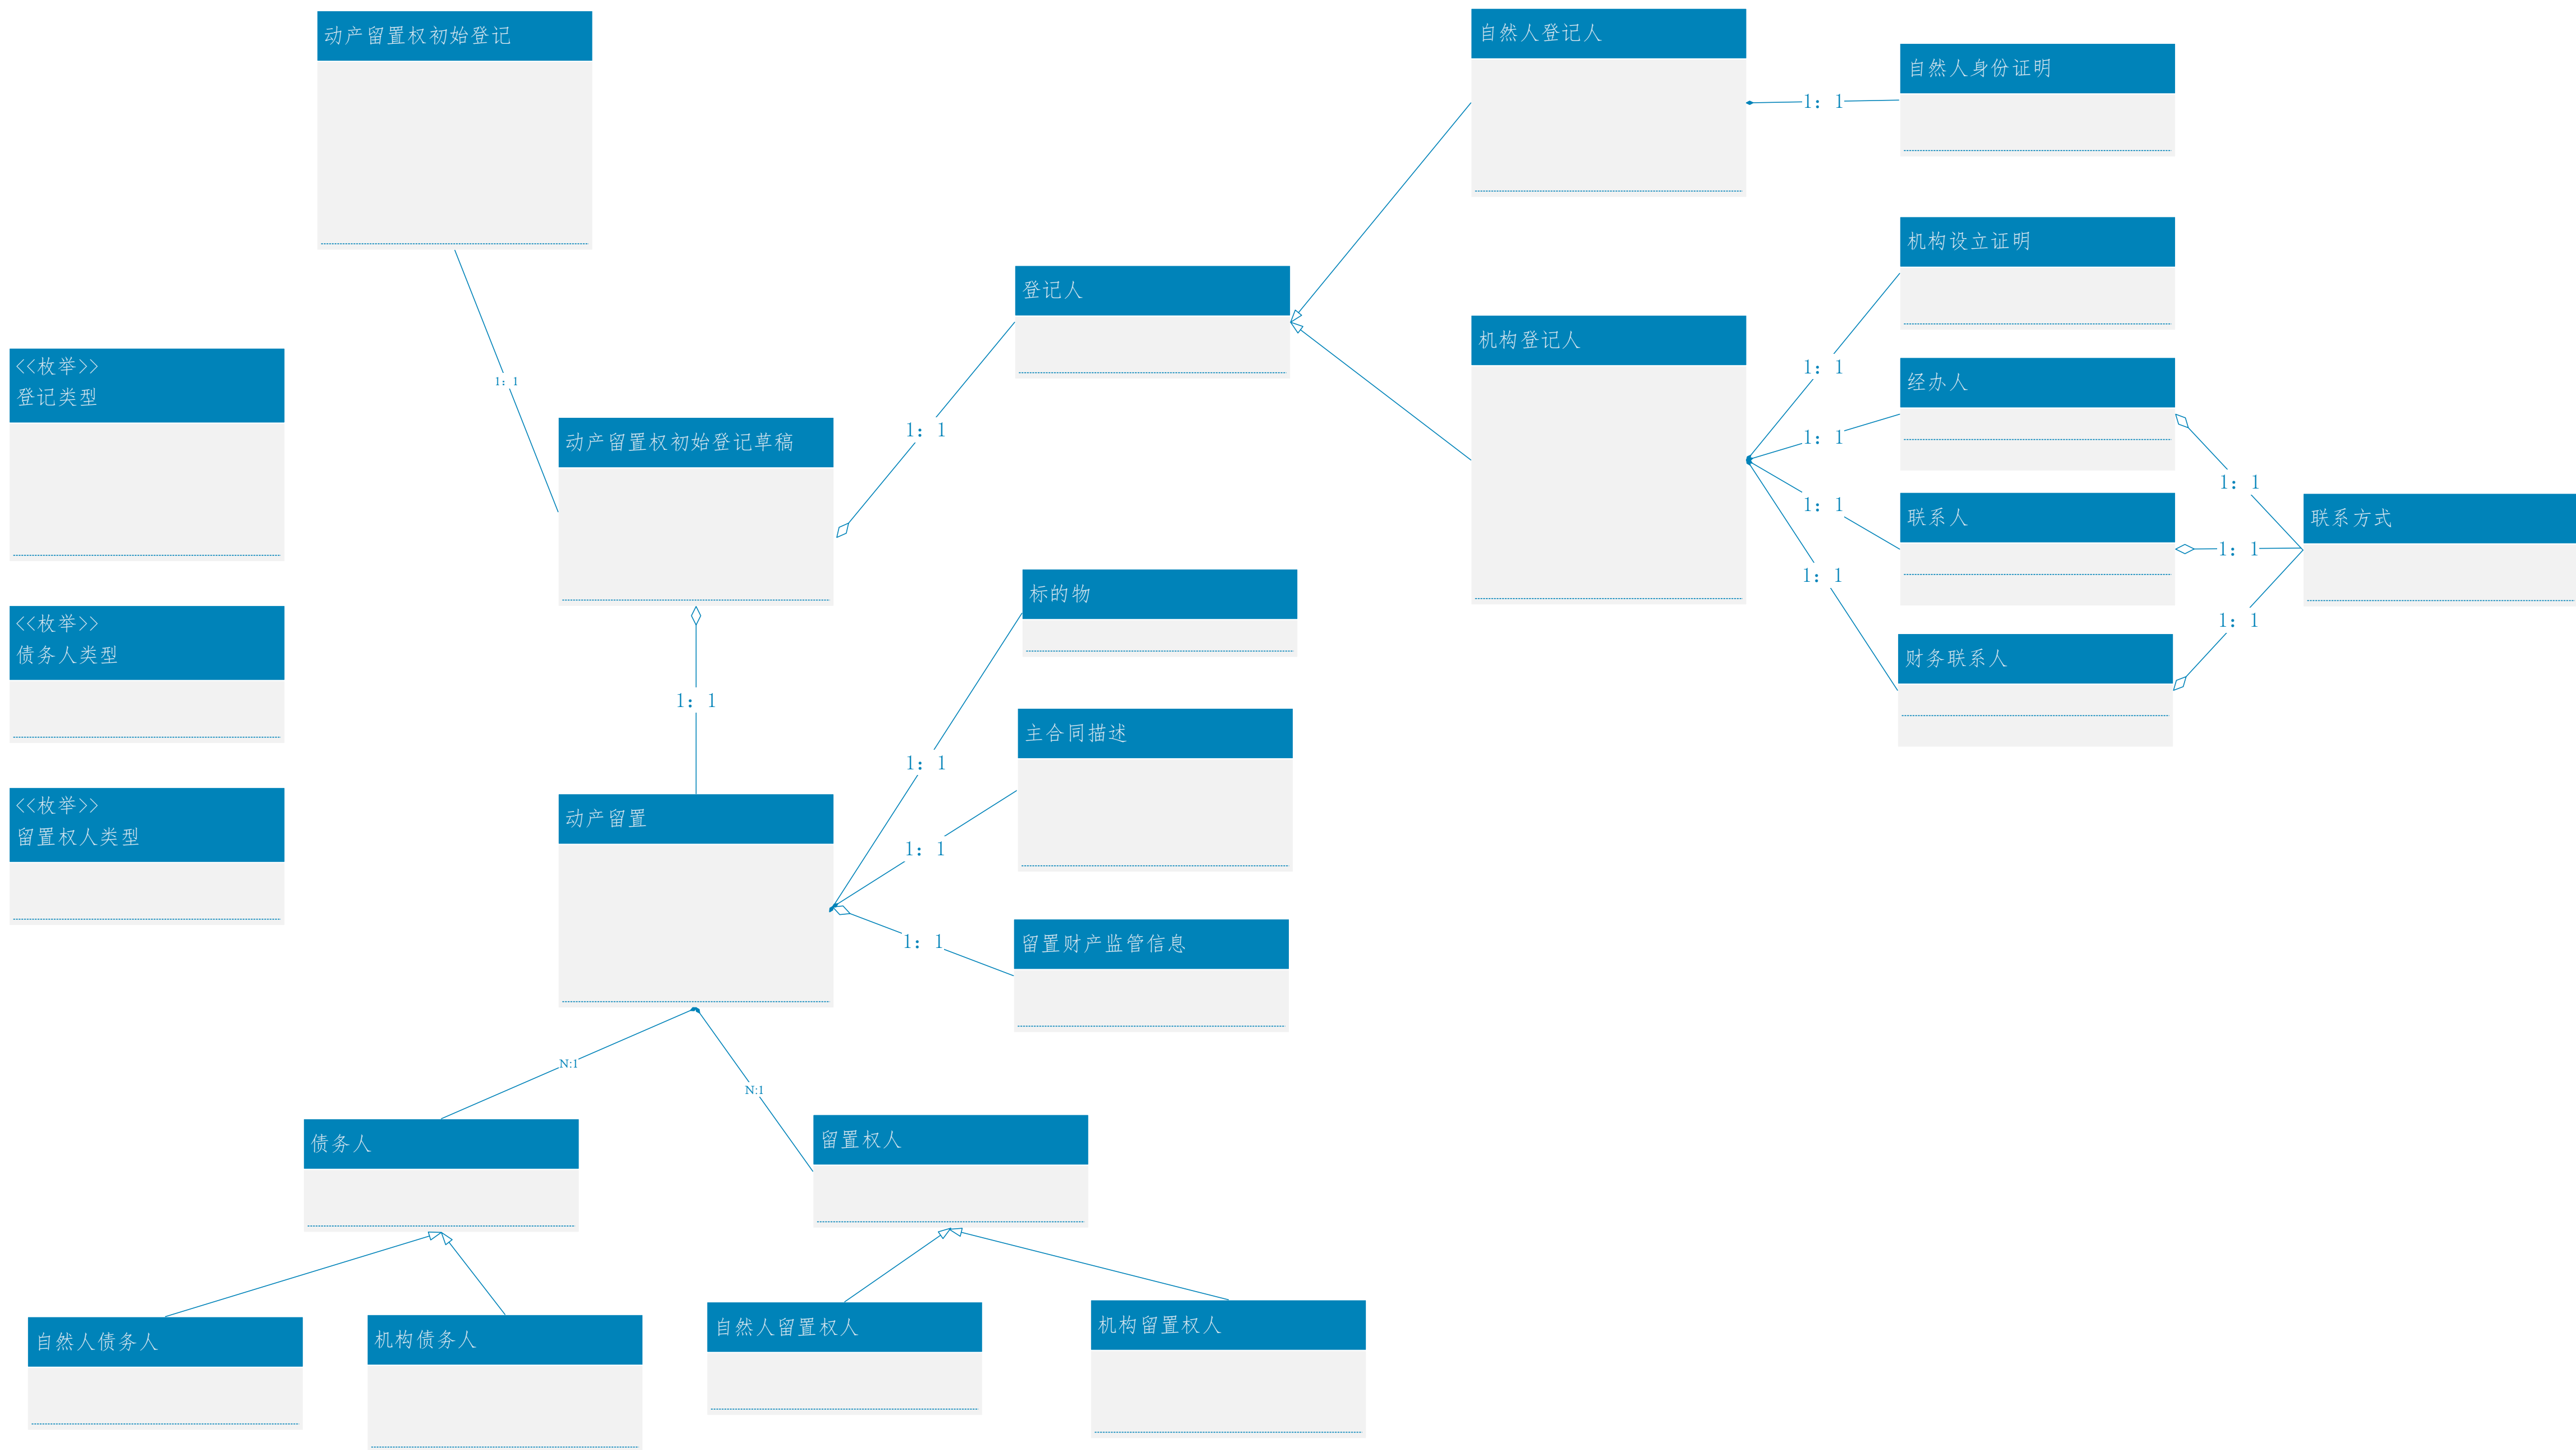 动产留置权初始登记
自然人登记人
自然人身份证明
1: 1
机构设立证明
登记人
机构登记人
<<枚举>>
登记类型
1: 1
1: 1
经办人
动产留置权初始登记草稿
1: 1
1: 1
1: 1
联系人
1: 1
联系方式
1: 1
1: 1
标的物
<<枚举>>
债务人类型
1: 1
财务联系人
1: 1
主合同描述
1: 1
<<枚举>>
留置权人类型
动产留置
1: 1
1: 1
留置财产监管信息
N:1
N:1
债务人
留置权人
自然人债务人
机构债务人
自然人留置权人
机构留置权人